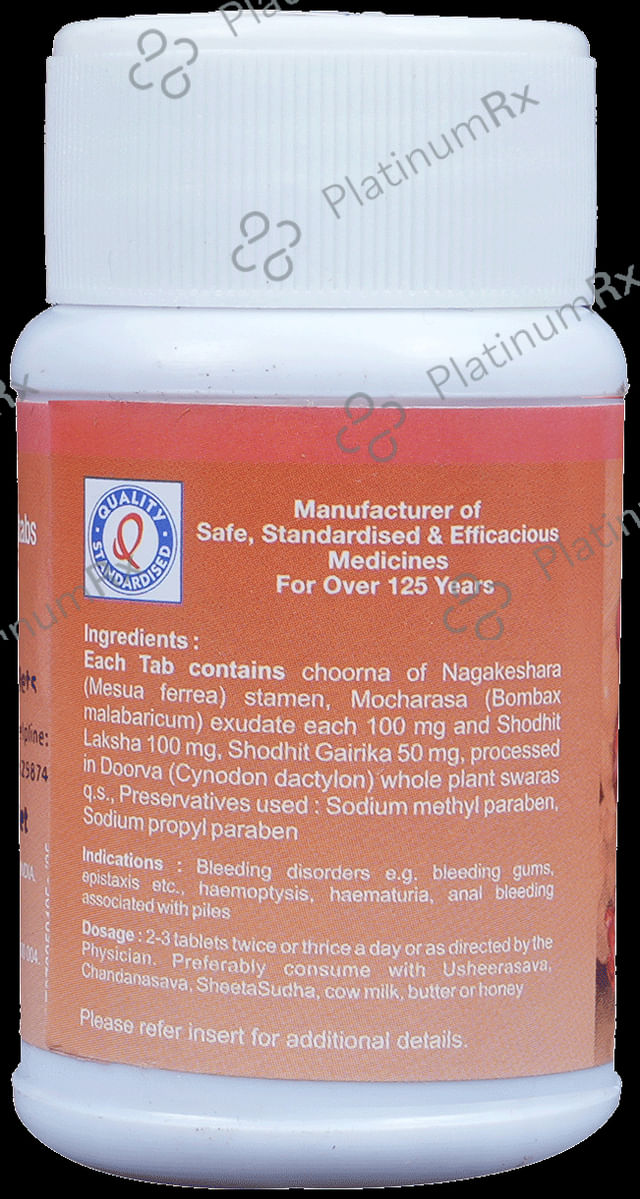 PlatinumRx
PlatinumRx
PlatinumRx
QUALITY
STANDARDISED
Manufacturer of
Safe, Standardised & Efficacious
Medicines
For Over 125 Years
Ingredients :
Each Tab contains choorna of Nagakeshara
(Mesua ferrea) stamen, Mocharasa (Bombax
malabaricum) exudate each 100 mg and Shodhit
Laksha 100 mg, Shodhit Gairika 50 mg, processed
in Doorva (Cynodon dactylon) whole plant swaras
q.s., Preservatives used : Sodium methyl paraben,
Sodium propyl paraben
Indications : Bleeding disorders e.g. bleeding gums,
epistaxis etc., haemoptysis, haematuria, anal bleeding
associated with piles
Dosage : 2-3 tablets twice or thrice a day or as directed by the
Physician. Preferably consume with Usheerasava,
Chandanasava, SheetaSudha, cow milk, butter or honey
Please refer insert for additional details.
tabs
004.